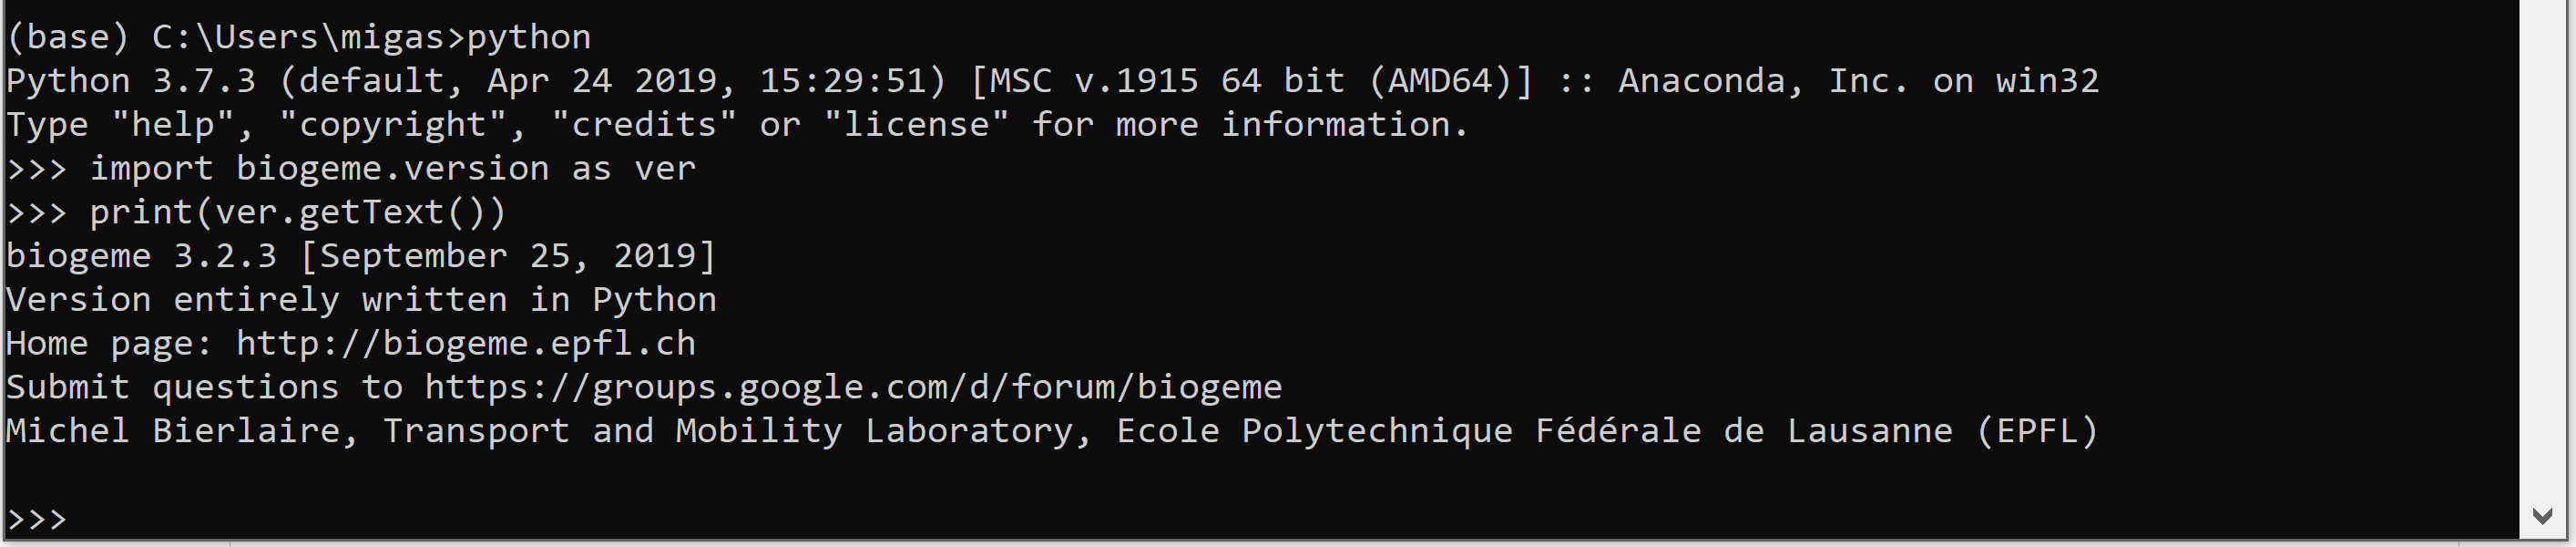 (base) C:\Users\migas>python
Python 3.7.3 (default, Apr 24 2019, 15:29:51) [MSC v.1915 64 bit (AMD64)] :: Anaconda, Inc. on win32
Type "help", "copyright", "credits" or "license" for more information.
>>> import biogeme.version as ver
>>> print(ver.getText())
biogeme 3.2.3 [September 25, 2019]
Version entirely written in Python
Home page: http://biogeme.epfl.ch
Submit questions to https://groups.google.com/d/forum/biogeme
Michel Bierlaire, Transport and Mobility Laboratory, Ecole Polytechnique Fédérale de Lausanne (EPFL)
>>>